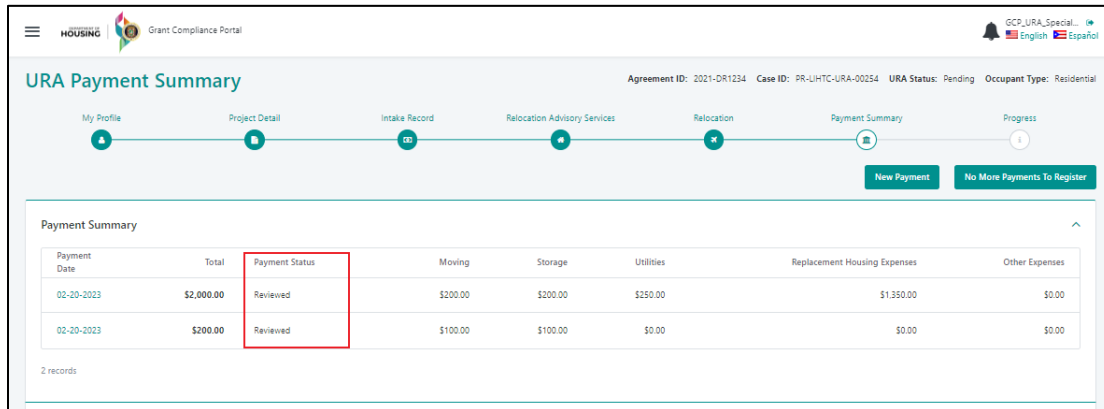 DEPARTMENT OF
HOUSING
Grant Compliance Portal
GCP_URA_Special...
English Español
URA Payment Summary
Agreement ID: 2021-DR1234 Case ID: PR-LIHTC-URA-00254 URA Status: Pending Occupant Type: Residential
My Profile Project Detail Intake Record Relocation Advisory Services Relocation Payment Summary Progress
New Payment No More Payments To Register
Payment Summary
Payment Date Total Payment Status Moving Storage Utilities Replacement Housing Expenses Other Expenses
02-20-2023 $2,000.00 Reviewed $200.00 $200.00 $250.00 $1,350.00 $0.00
02-20-2023 $200.00 Reviewed $100.00 $100.00 $0.00 $0.00 $0.00
2 records